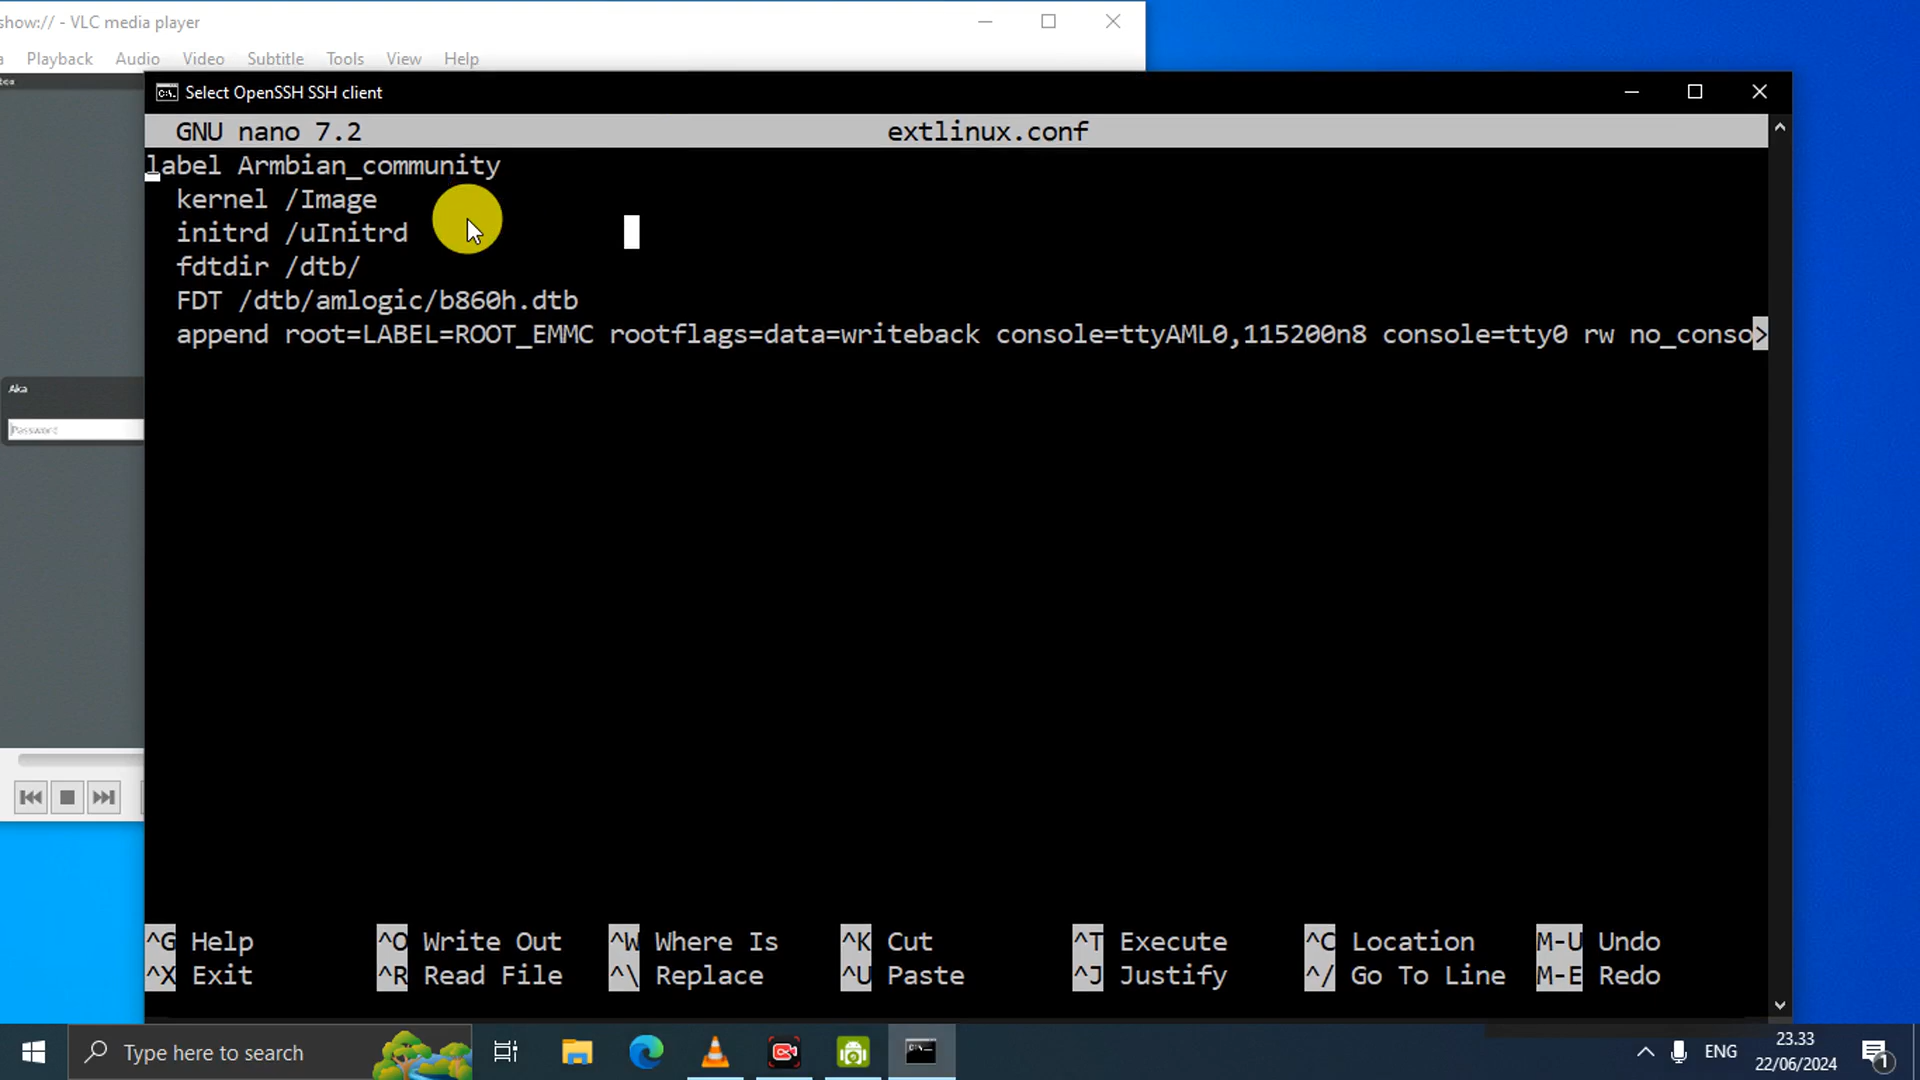 show:// - VLC media player
a Playback Audio Video Subtitle Tools View Help
Select OpenSSH SSH client
GNU nano 7.2 extlinux.conf
label Armbian_community
kernel /Image
initrd /uInitrd
fdtdir /dtb/
FDT /dtb/amlogic/b860h.dtb
append root=LABEL=ROOT_EMMC rootflags=data=writeback console=ttyAML0,115200n8 console=tty0 rw no_conso>
Aka
Password
^G Help ^O Write Out ^W Where Is ^K Cut ^T Execute ^C Location M-U Undo
^X Exit ^R Read File ^\ Replace ^U Paste ^J Justify ^/ Go To Line M-E Redo
Type here to search
ENG
23.33
22/06/2024
1